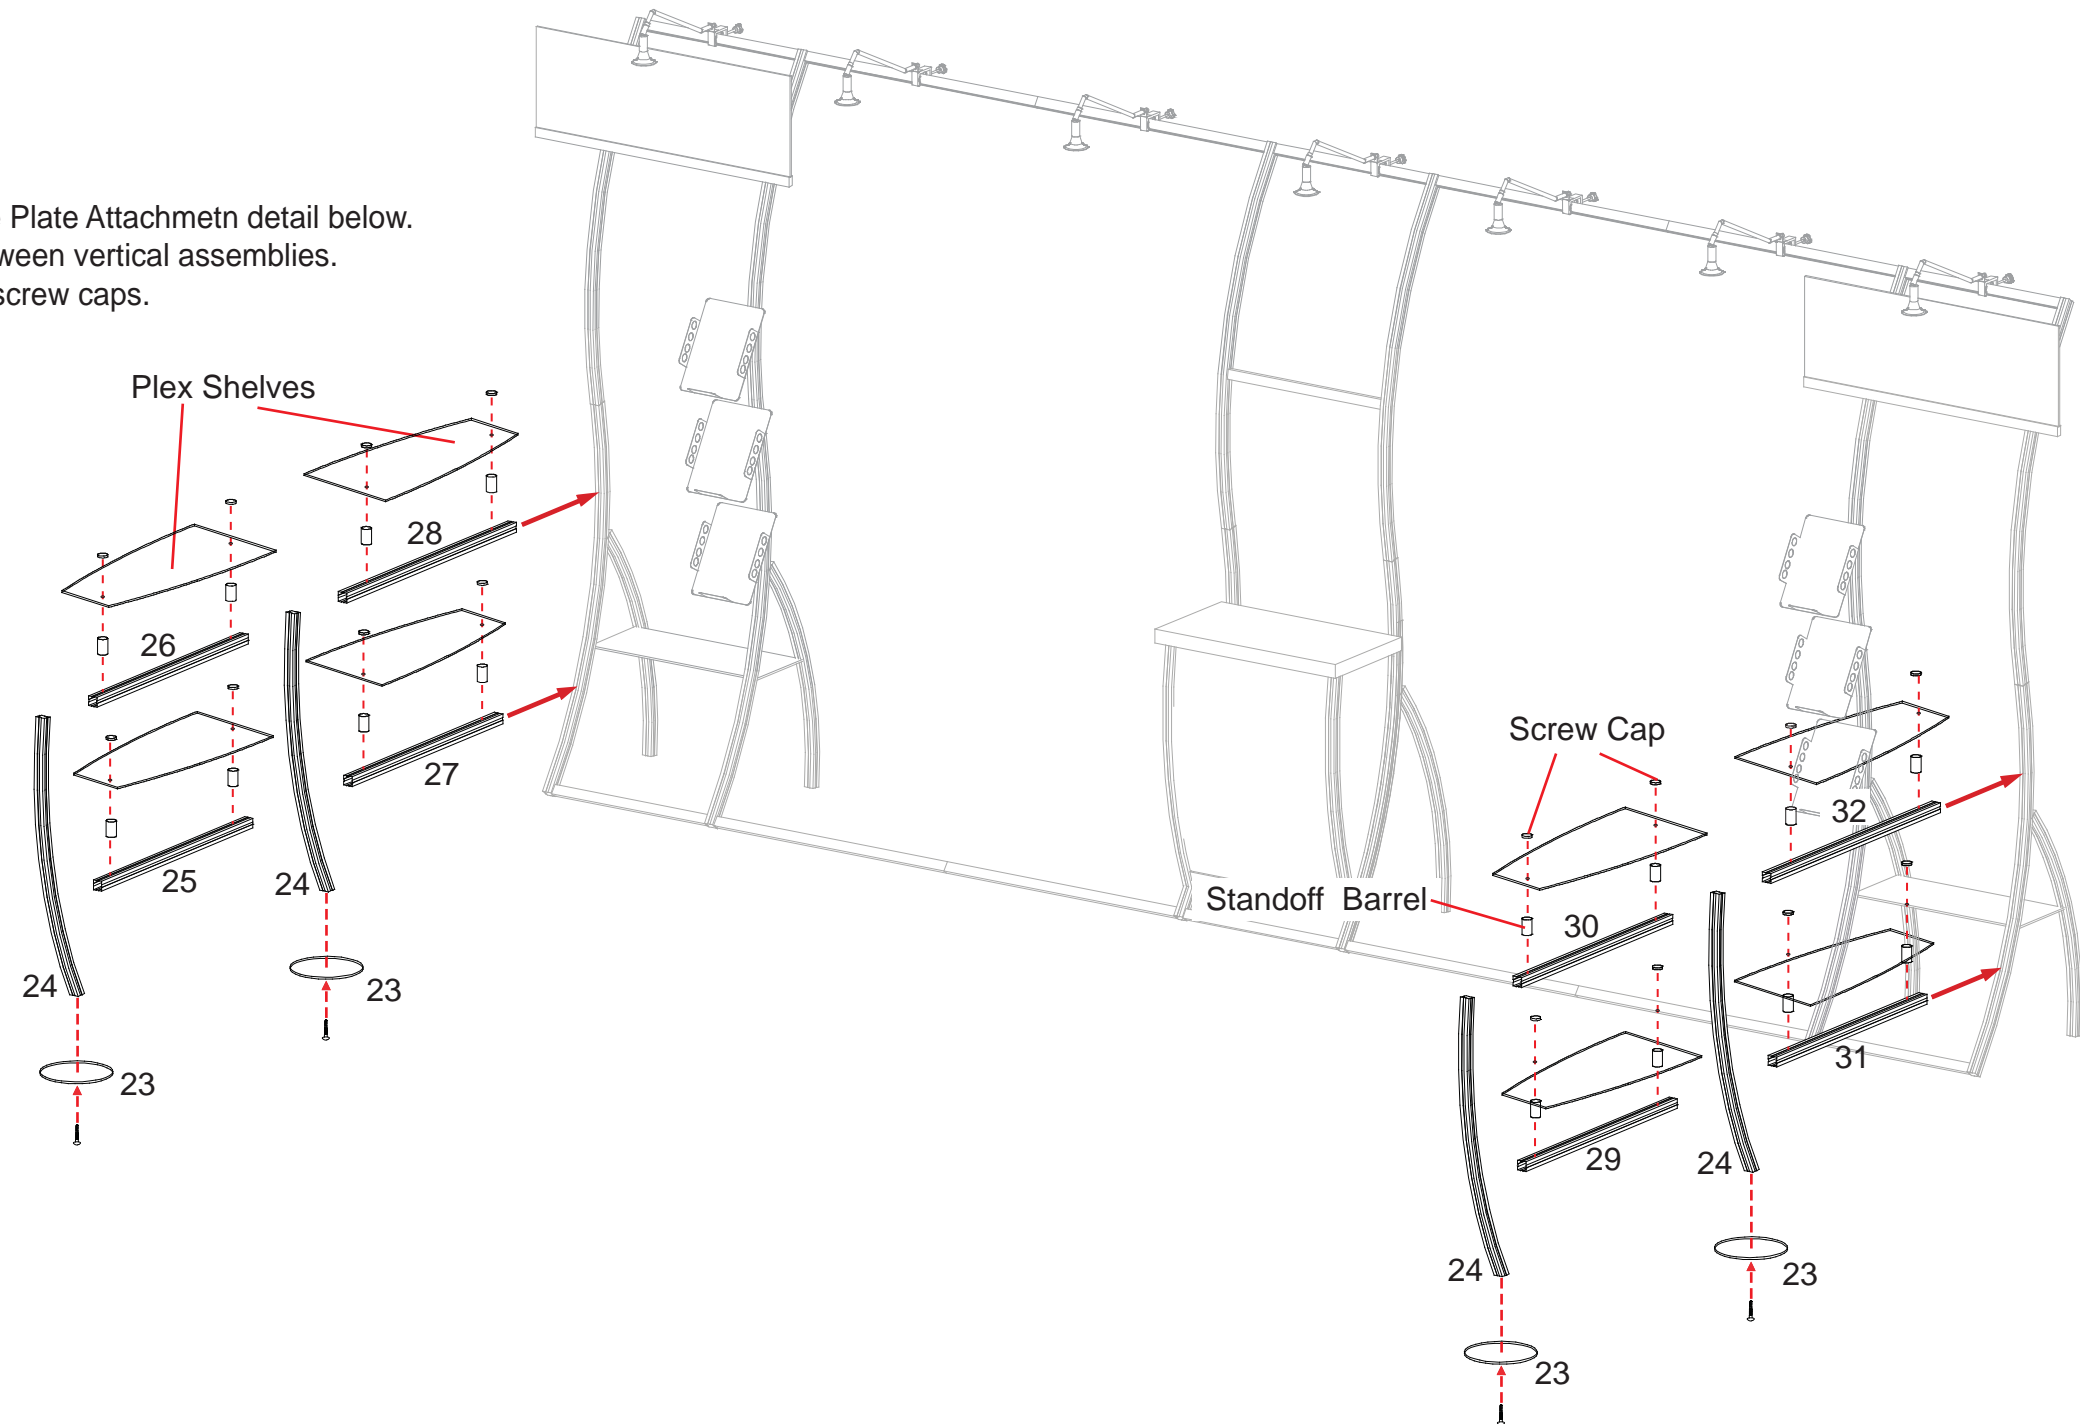 Plate Attachmetn detail below.
ween vertical assemblies.
screw caps.
Plex Shelves
28
26
27
25
24
24
23
23
Screw Cap
32
Standoff Barrel
30
31
29
24
24
23
23